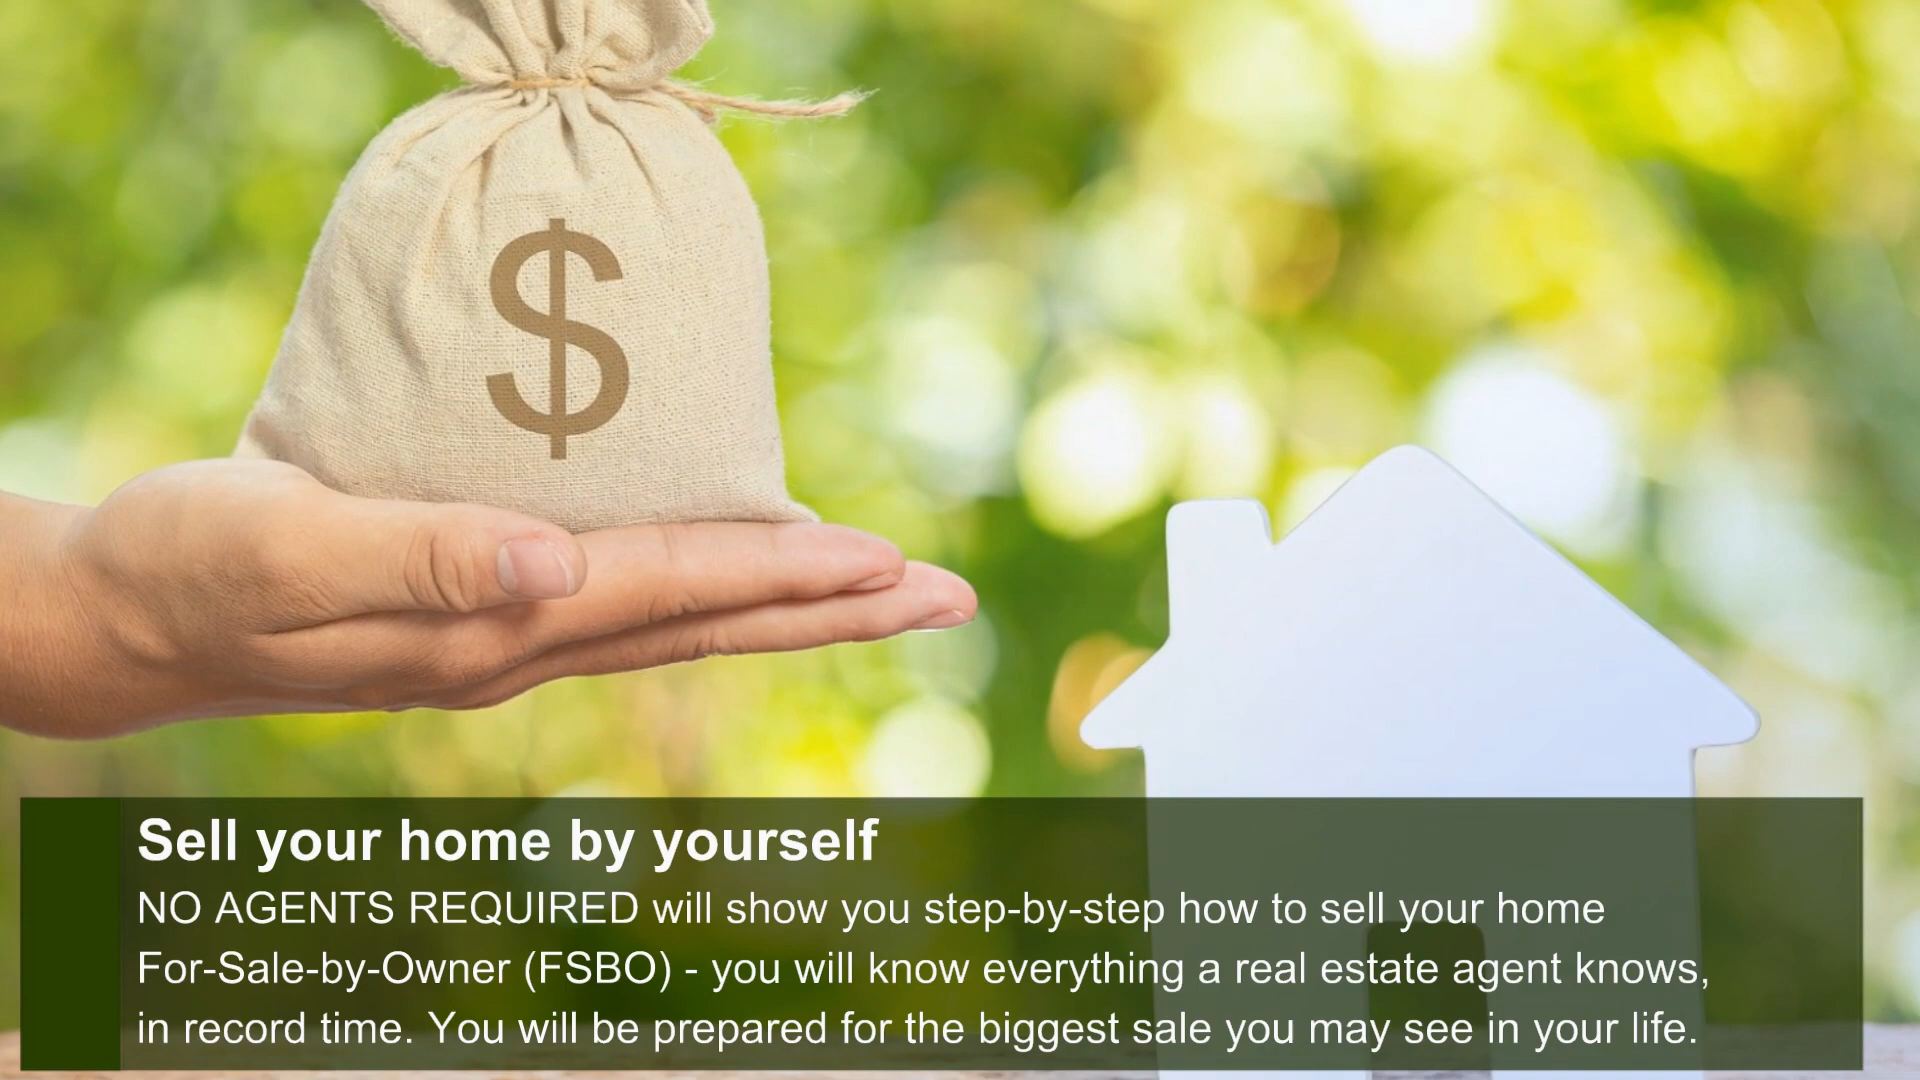 $
Sell your home by yourself
NO AGENTS REQUIRED will show you step-by-step how to sell your home
For-Sale-by-Owner (FSBO) - you will know everything a real estate agent knows,
in record time. You will be prepared for the biggest sale you may see in your life.